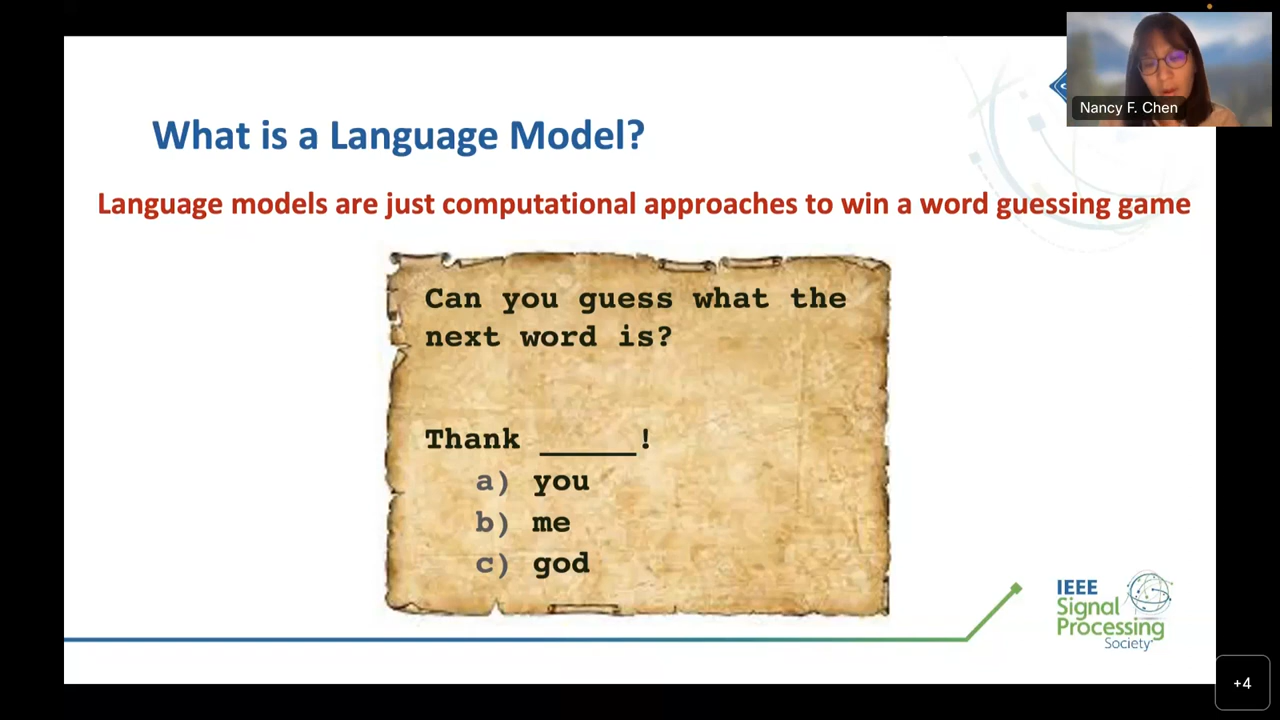 Nancy F. Chen
What is a Language Model?
Language models are just computational approaches to win a word guessing game
Can you guess what the
next word is?
Thank _____!
a) you
b) me
c) god
IEEE
Signal
Processing
Society
+4